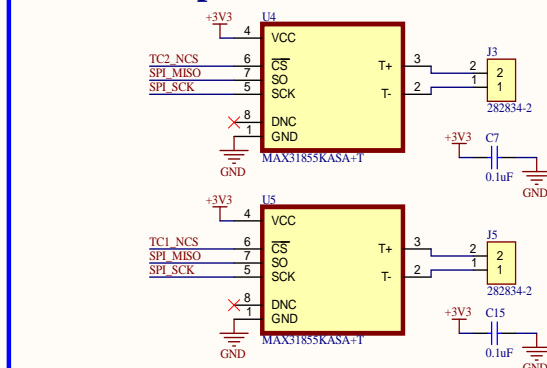 +3V3
U4
4 VCC
TC2_NCS 6 CS T+ 3 2 2 J3
SPI_MISO 7 SO 1 1
SPI_SCK 5 SCK T- 2 282834-2
8 DNC
1 GND
GND
MAX31855KASA+T
+3V3 C7
0.1uF
GND
+3V3
U5
4 VCC
TC1_NCS 6 CS T+ 3 2 2 J5
SPI_MISO 7 SO 1 1
SPI_SCK 5 SCK T- 2 282834-2
8 DNC
1 GND
GND
MAX31855KASA+T
+3V3 C15
0.1uF
GND